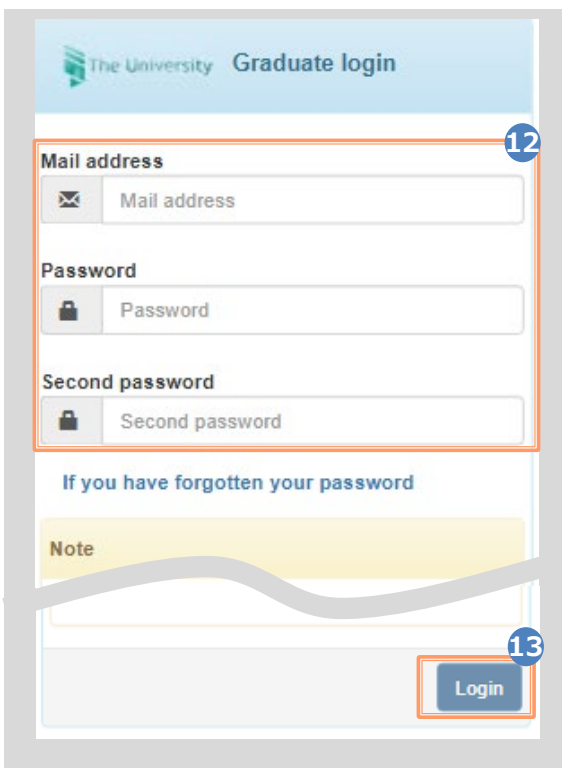 The University Graduate login
12
Mail address
Mail address
Password
Password
Second password
Second password
If you have forgotten your password
Note
13
Login